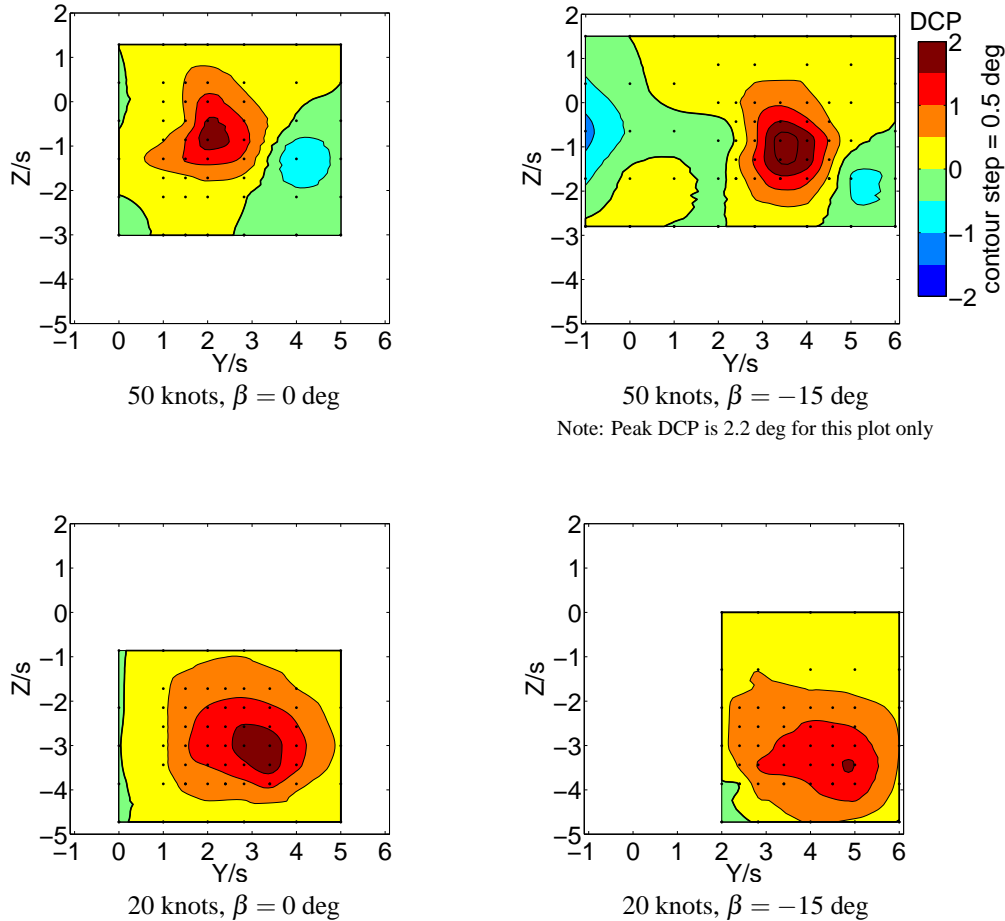 DCP
2
1
0
−1
−2
−3
−4
−5
Z/s
−1 0 1 2 3 4 5 6
Y/s
50 knots, β = 0 deg
2
1
0
−1
−2
−3
−4
−5
Z/s
−1 0 1 2 3 4 5 6
Y/s
50 knots, β = −15 deg
Note: Peak DCP is 2.2 deg for this plot only
2
1
0
−1
−2
contour step = 0.5 deg
2
1
0
−1
−2
−3
−4
−5
Z/s
−1 0 1 2 3 4 5 6
Y/s
20 knots, β = 0 deg
2
1
0
−1
−2
−3
−4
−5
Z/s
−1 0 1 2 3 4 5 6
Y/s
20 knots, β = −15 deg